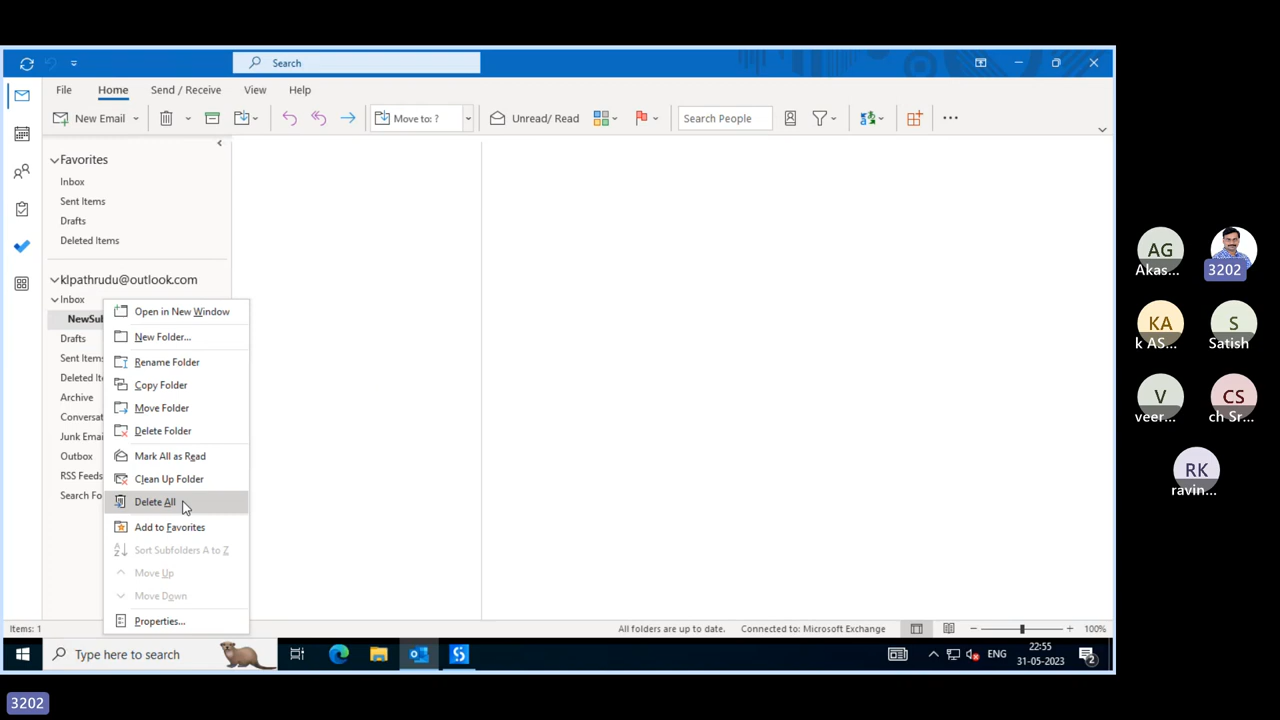 Search
File Home Send / Receive View Help
New Email Move to: ? Unread/ Read Search People
Favorites
Inbox
Sent Items
Drafts
Deleted Items
klpathrudu@outlook.com
Inbox
NewSul
Drafts
Sent Items
Deleted It
Archive
Conversat
Junk Emai
Outbox
RSS Feeds
Search Fo
Open in New Window
New Folder...
Rename Folder
Copy Folder
Move Folder
Delete Folder
Mark All as Read
Clean Up Folder
Delete All
Add to Favorites
Sort Subfolders A to Z
Move Up
Move Down
Properties...
Items: 1 All folders are up to date. Connected to: Microsoft Exchange 100%
Type here to search
ENG
22:55
31-05-2023
2
AG
Akas...
3202
KA
k AS...
S
Satish
V
veer...
CS
ch Sr...
RK
ravin...
3202